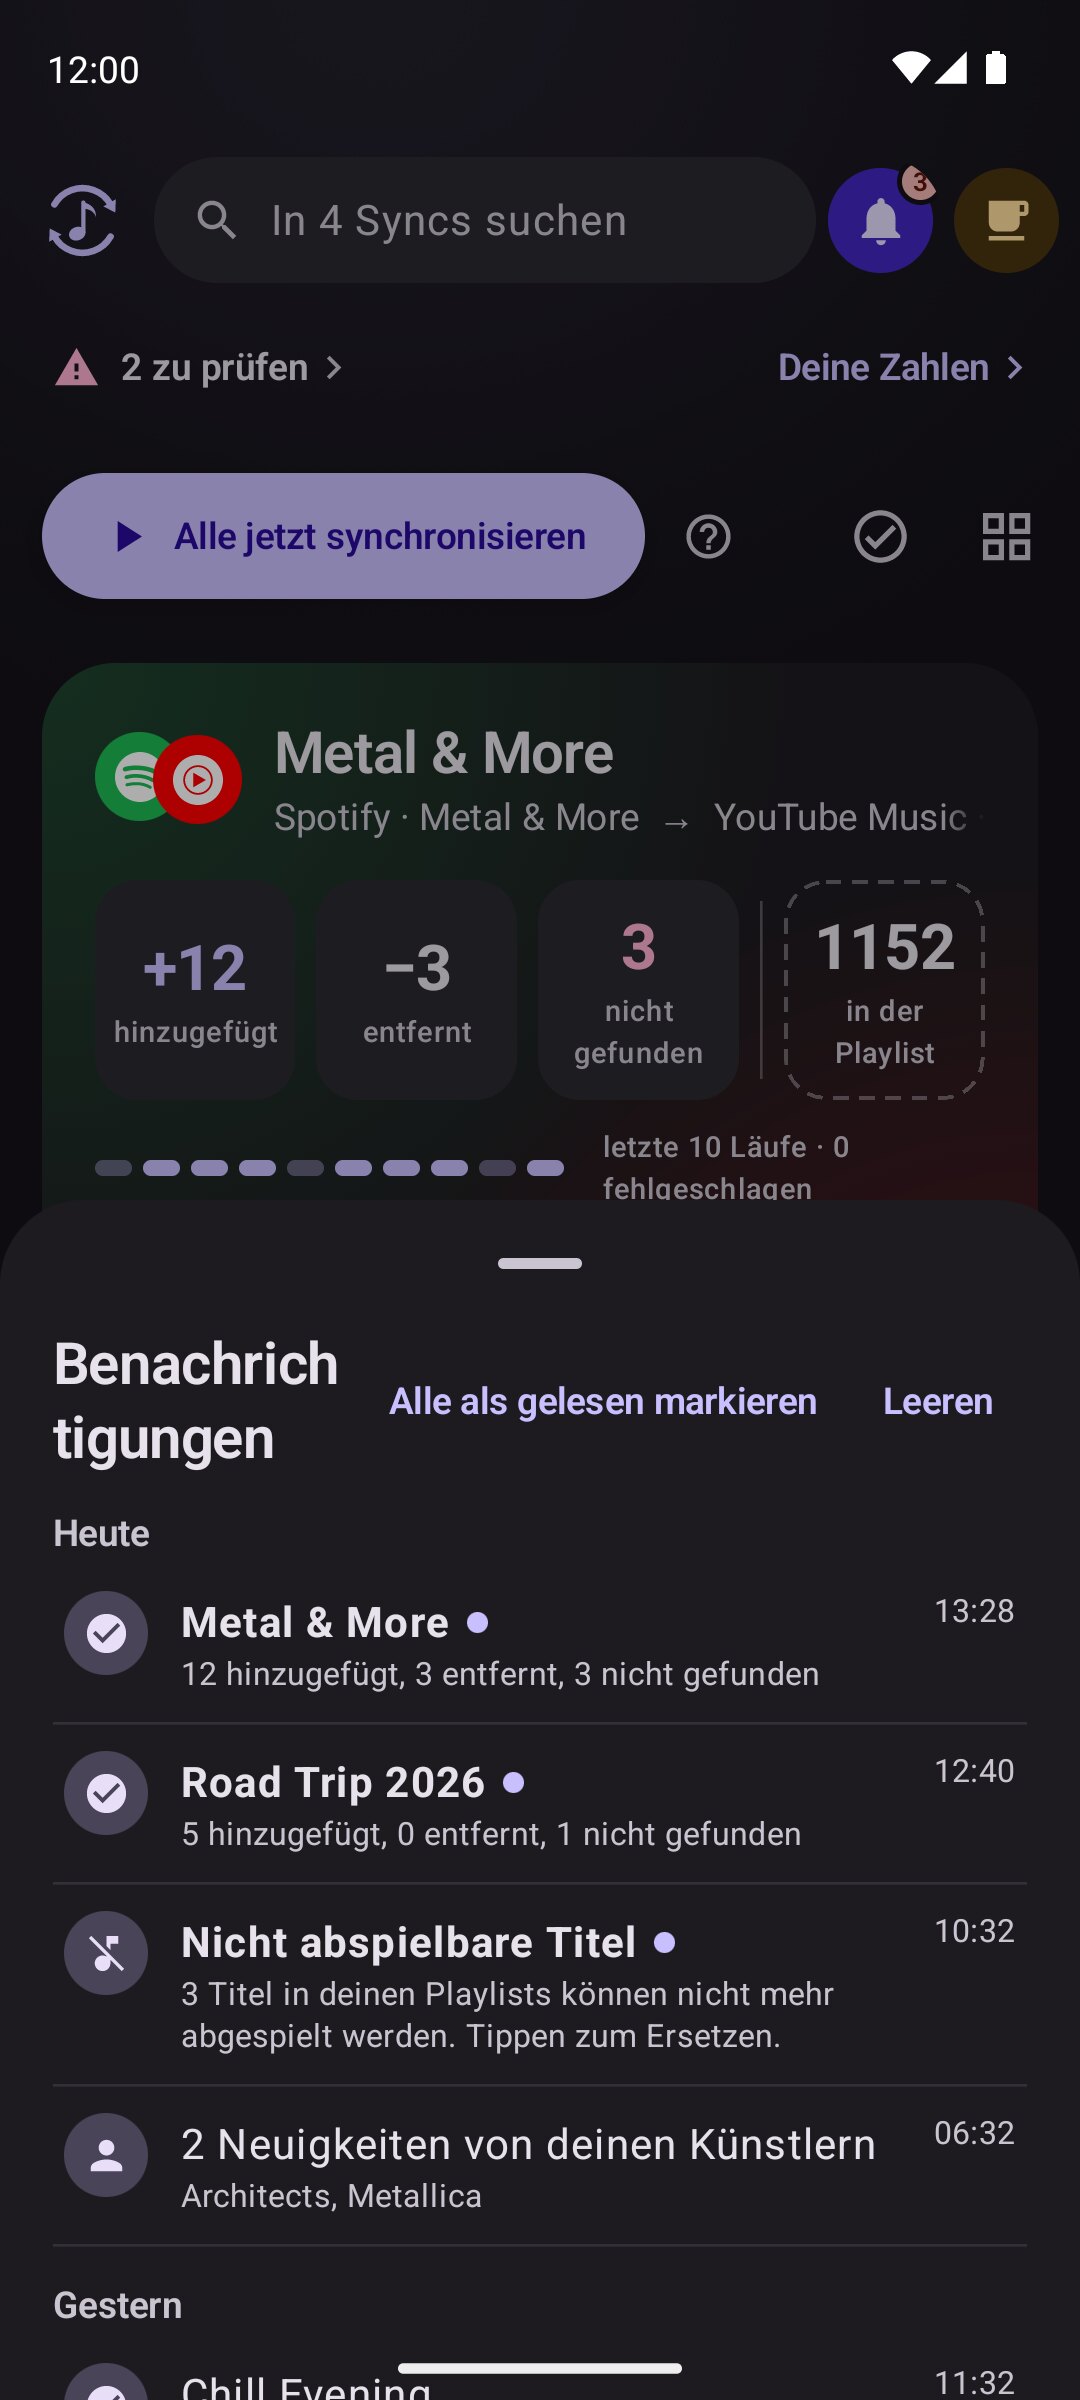 12:00
In 4 Syncs suchen
3
2 zu prüfen
Deine Zahlen
Alle jetzt synchronisieren
Metal & More
Spotify · Metal & More → YouTube Music
+12
hinzugefügt
−3
entfernt
3
nicht
gefunden
1152
in der
Playlist
letzte 10 Läufe · 0
fehlgeschlagen
Benachrich
tigungen
Alle als gelesen markieren
Leeren
Heute
Metal & More
13:28
12 hinzugefügt, 3 entfernt, 3 nicht gefunden
Road Trip 2026
12:40
5 hinzugefügt, 0 entfernt, 1 nicht gefunden
Nicht abspielbare Titel
10:32
3 Titel in deinen Playlists können nicht mehr
abgespielt werden. Tippen zum Ersetzen.
2 Neuigkeiten von deinen Künstlern
06:32
Architects, Metallica
Gestern
Chill Evening
11:32